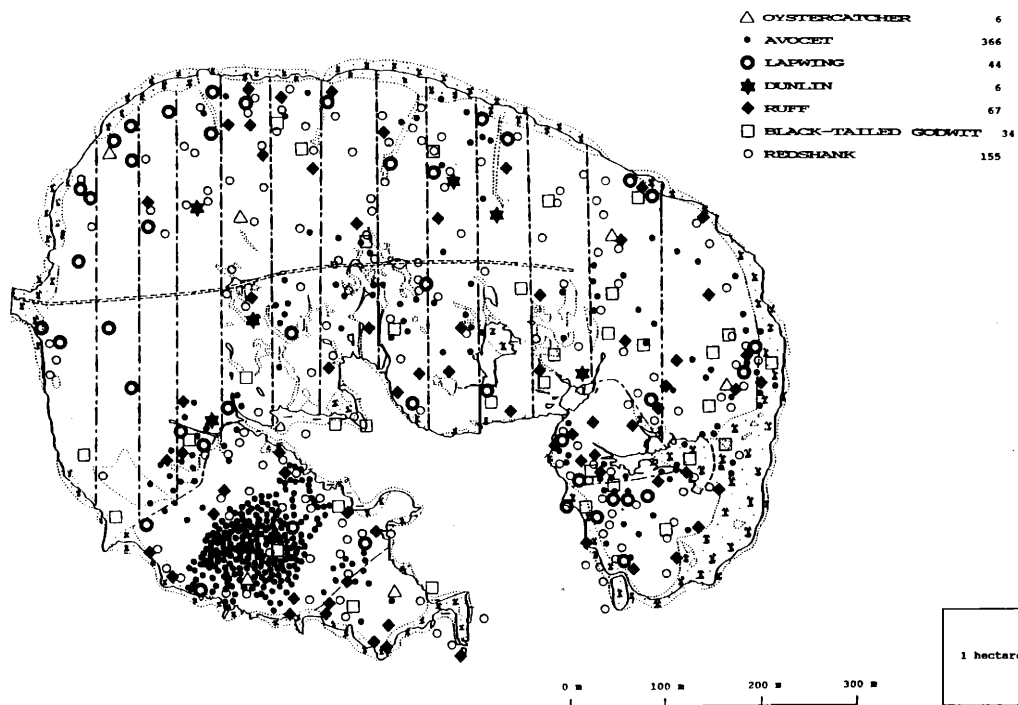 OYSTERCATCHER 6
AVOCET 366
LAPWING 44
DUNLIN 6
RUFF 67
BLACK-TAILED GODWIT 34
REDSHANK 155
1 hectare
0 m 100 m 200 m 300 m